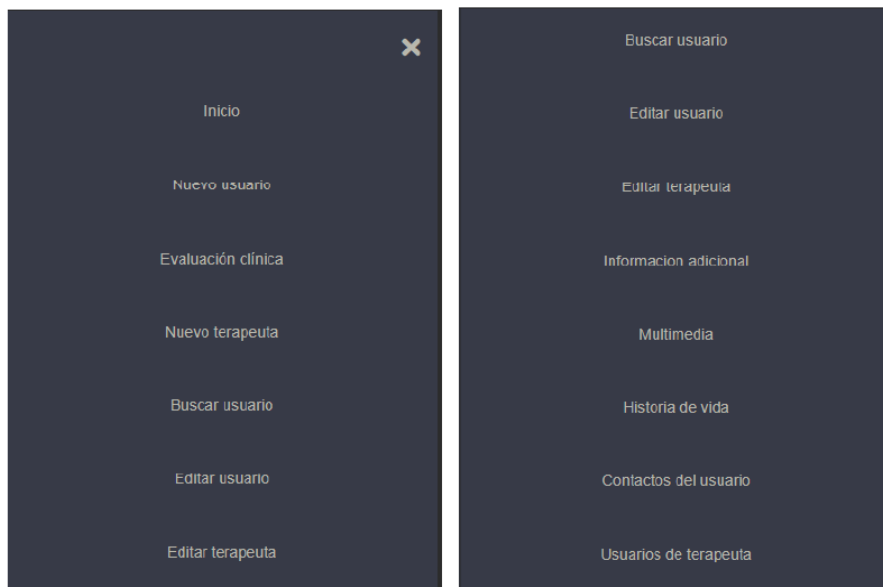 Inicio
Nuevo usuario
Evaluación clínica
Nuevo terapeuta
Buscar usuario
Editar usuario
Editar terapeuta
Buscar usuario
Editar usuario
Editar terapeuta
Informacion adicional
Multimedia
Historia de vida
Contactos del usuario
Usuarios de terapeuta